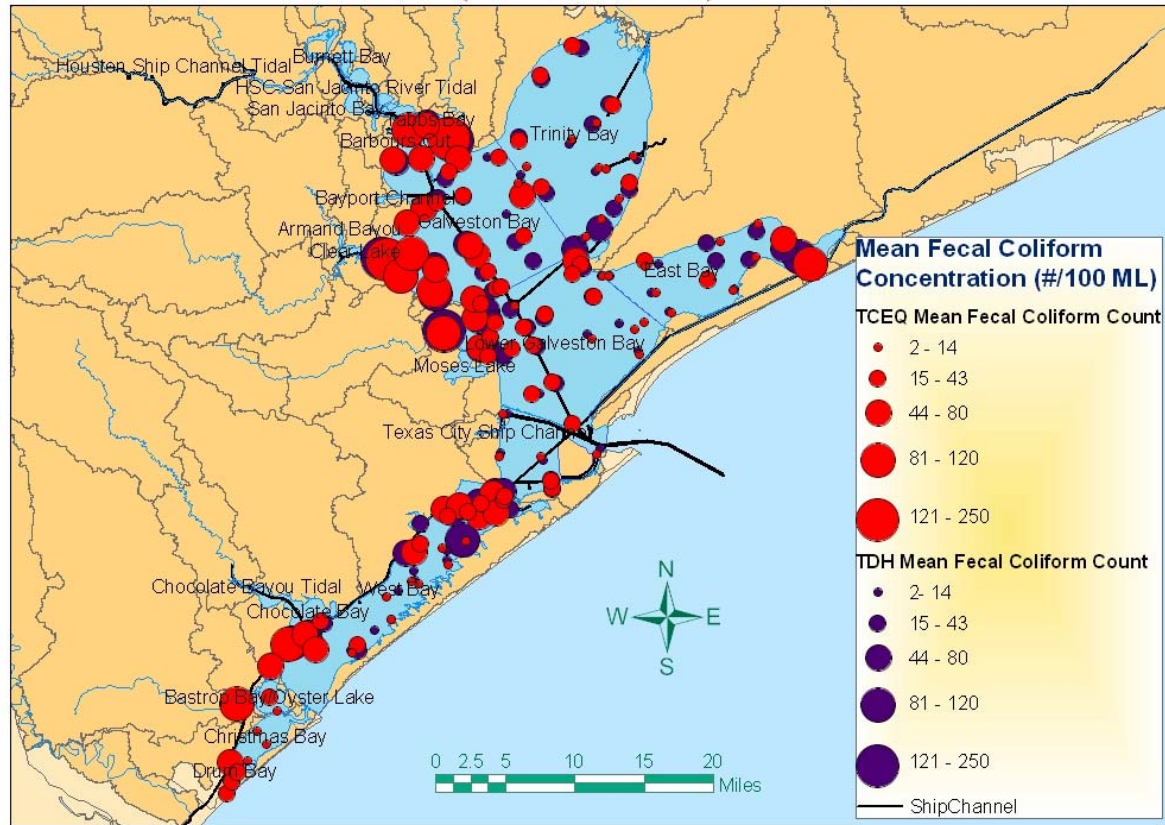 Burnett Bay
Houston Ship Channel Tidal
HSC-San Jacinto River Tidal
San Jacinto Bay
Tabbs Bay
Barbours Cut
Trinity Bay
Bayport Channel
Galveston Bay
Armand Bayou
Clear Lake
East Bay
Lower Galveston Bay
Moses Lake
Texas City Ship Channel
Chocolate Bayou Tidal
West Bay
Chocolate Bay
Bastrop Bay/Oyster Lake
Christmas Bay
Drum Bay
Mean Fecal Coliform
Concentration (#/100 ML)
TCEQ Mean Fecal Coliform Count
2 - 14
15 - 43
44 - 80
81 - 120
121 - 250
TDH Mean Fecal Coliform Count
2- 14
15 - 43
44 - 80
81 - 120
121 - 250
ShipChannel
N
W E
S
0 2.5 5 10 15 20
Miles